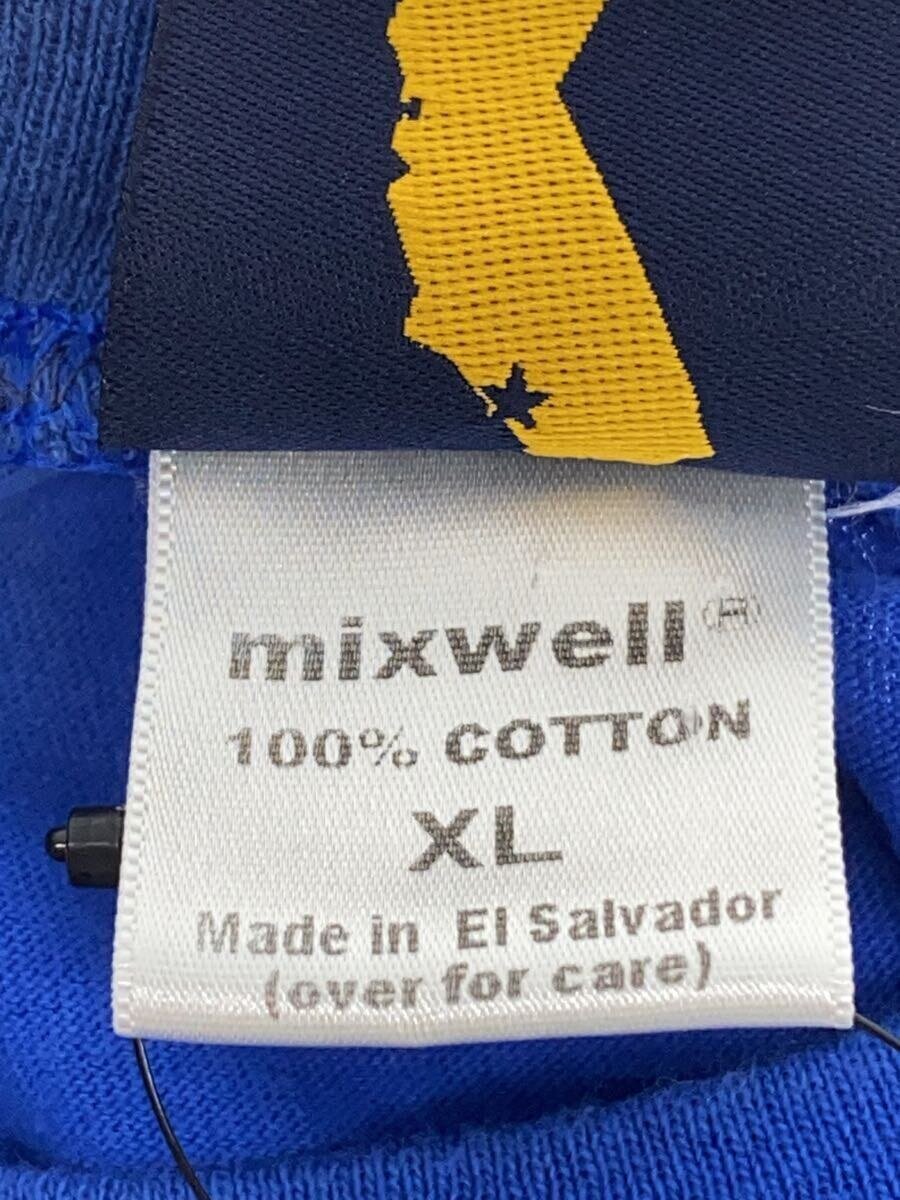 mixwell®
100% COTTON
XL
Made in El Salvador
(over for care)